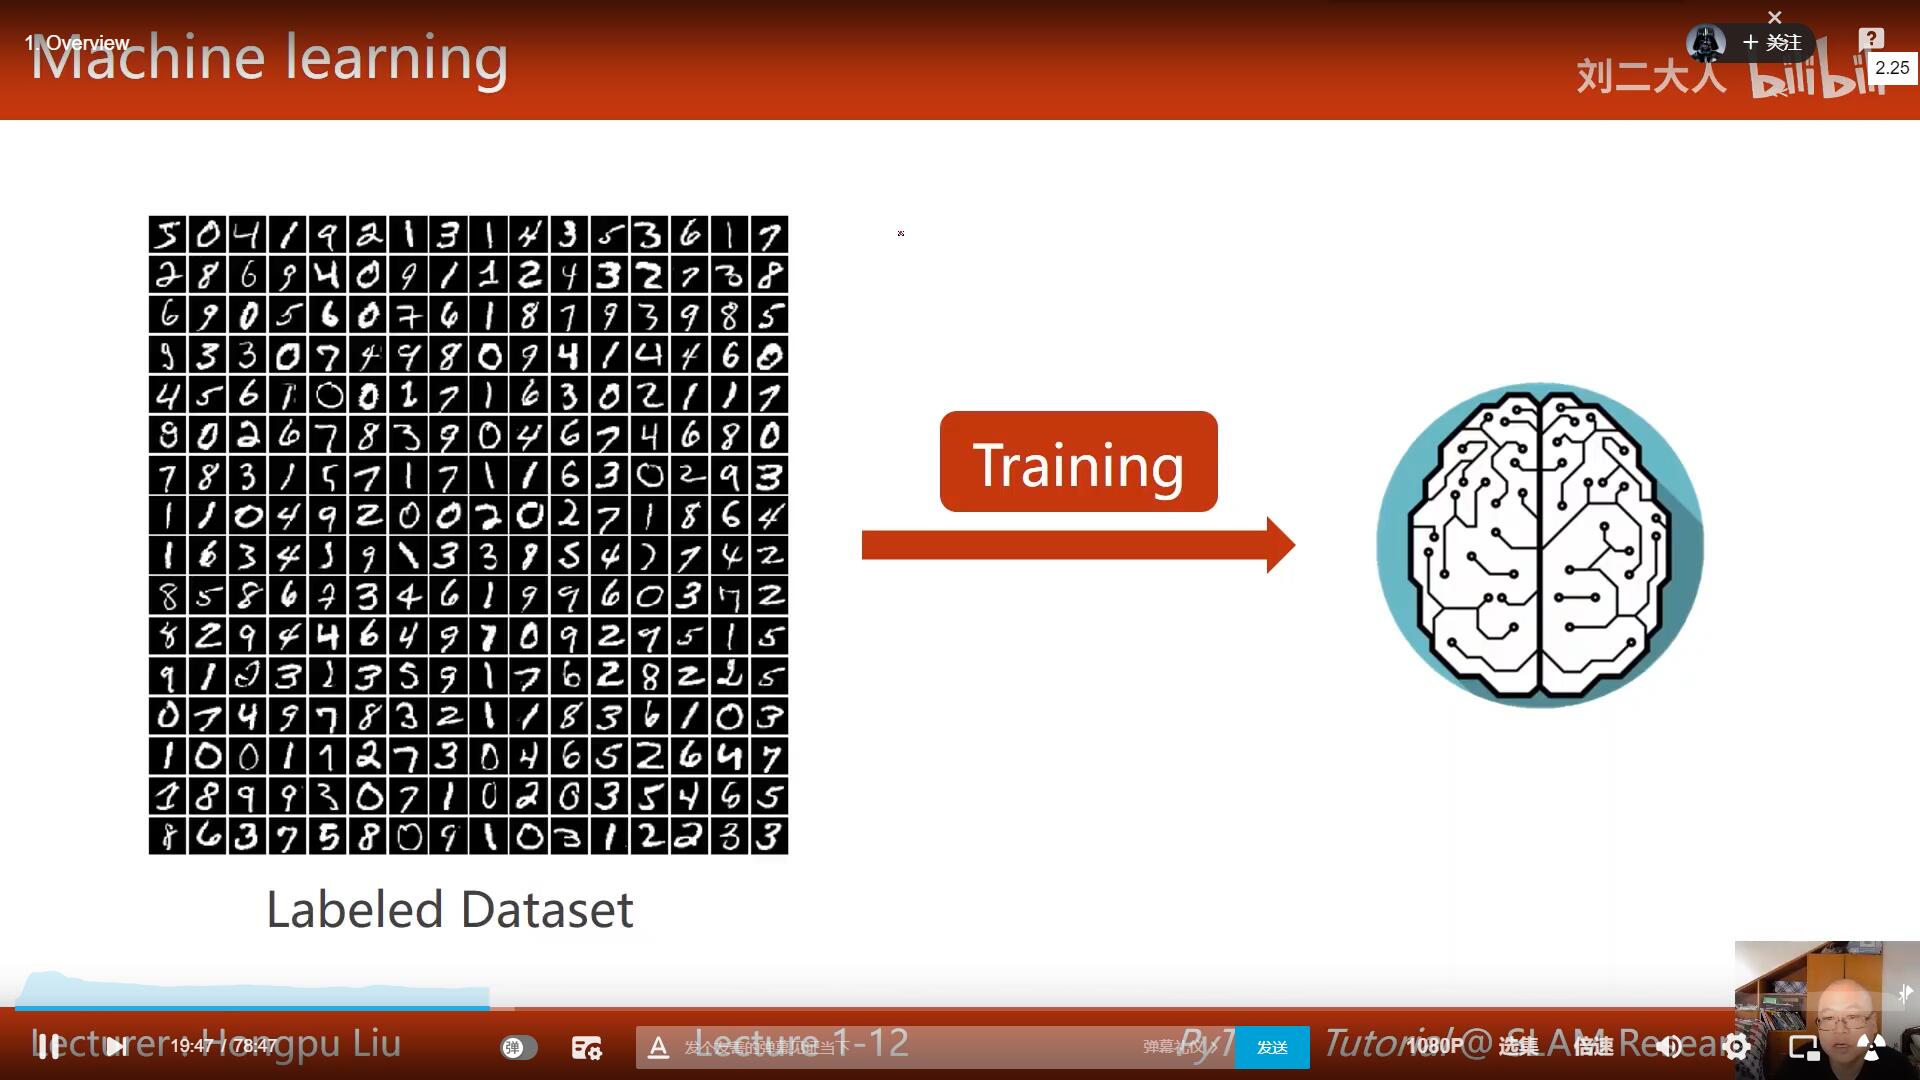 1. Overview
Machine learning
+ 关注
刘二大人 bilibili
?
2.25
5 0 4 1 9 2 1 3 1 4 3 5 3 6 1 7
2 8 6 9 4 0 9 1 1 2 4 3 2 7 3 8
6 9 0 5 6 0 7 6 1 8 7 9 3 9 8 5
9 3 3 0 7 4 9 8 0 9 4 1 4 4 6 0
4 5 6 1 0 0 1 7 1 6 3 0 2 1 1 7
9 0 2 6 7 8 3 9 0 4 6 7 4 6 8 0
7 8 3 1 5 7 1 7 1 1 6 3 0 2 9 3
1 1 0 4 9 2 0 0 2 0 2 7 1 8 6 4
1 6 3 4 5 9 1 3 3 8 5 4 7 7 4 2
8 5 8 6 7 3 4 6 1 9 9 6 0 3 7 2
8 2 9 4 4 6 4 9 7 0 9 2 9 5 1 5
9 1 0 3 1 3 5 9 1 7 6 2 8 2 2 5
0 7 4 9 7 8 3 2 1 1 8 3 6 1 0 3
1 0 0 1 1 2 7 3 0 4 6 5 2 6 4 7
1 8 9 9 3 0 7 1 0 2 0 3 5 4 6 5
8 6 3 7 5 8 0 9 1 0 3 1 2 2 3 3
Training
Labeled Dataset
Lecturer: Hongpu Liu
19:47 / 78:47
弹
A
Lecture 1-12
弹幕礼仪 >
发送
Tutorial @ SLAM Resear
1080P
选集
倍速